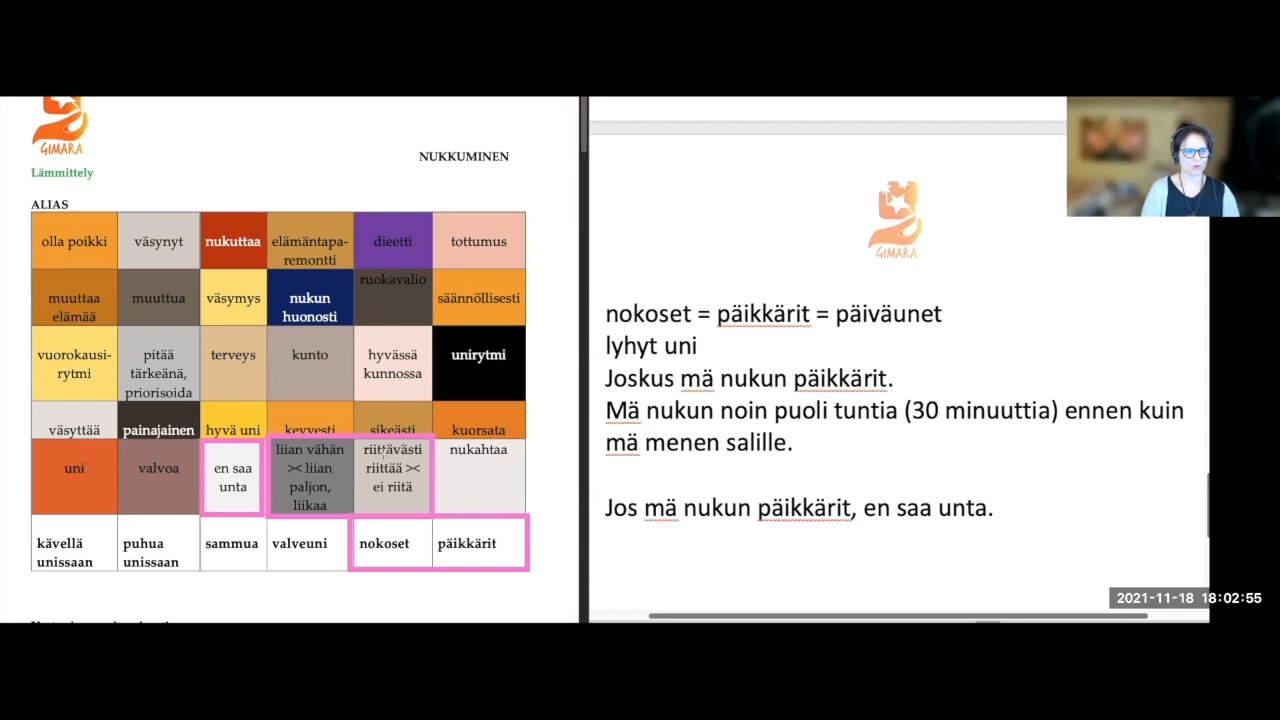 GIMARA
Lämmittely
NUKKUMINEN
ALIAS
olla poikki
väsynyt
nukuttaa
elämäntapa-
remontti
dieetti
tottumus
muuttaa
elämää
muuttua
väsymys
nukun
huonosti
ruokavalio
säännöllisesti
vuorokausi-
rytmi
pitää
tärkeänä,
priorisoida
terveys
kunto
hyvässä
kunnossa
unirytmi
väsyttää
painajainen
hyvä uni
kevyesti
sikeästi
kuorsata
uni
valvoa
en saa
unta
liian vähän
>< liian
paljon,
liikaa
riittävästi
riittää ><
ei riitä
nukahtaa
kävellä
unissaan
puhua
unissaan
sammua
valveuni
nokoset
päikkärit
GIMARA
nokoset = päikkärit = päiväunet
lyhyt uni
Joskus mä nukun päikkärit.
Mä nukun noin puoli tuntia (30 minuuttia) ennen kuin
mä menen salille.
Jos mä nukun päikkärit, en saa unta.
2021-11-18 18:02:55